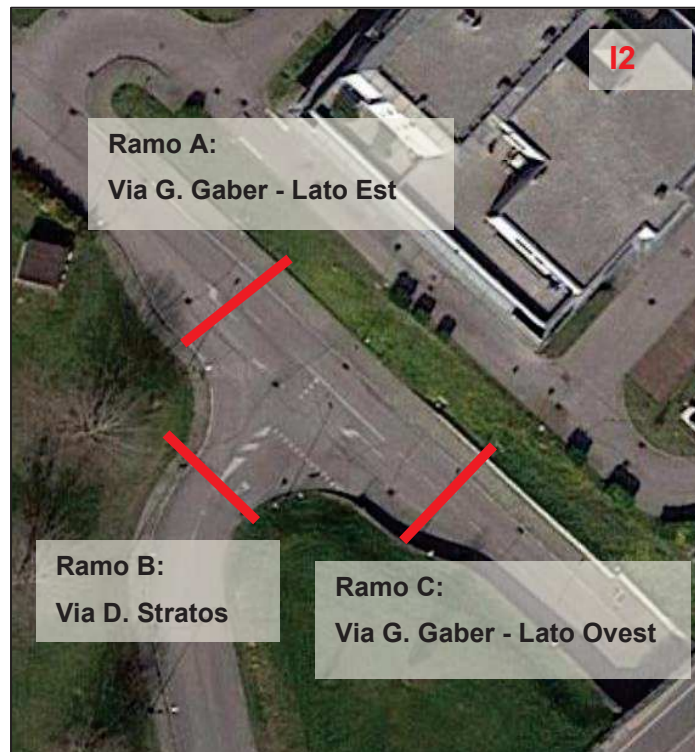 I2
Ramo A:
Via G. Gaber - Lato Est
Ramo B:
Via D. Stratos
Ramo C:
Via G. Gaber - Lato Ovest